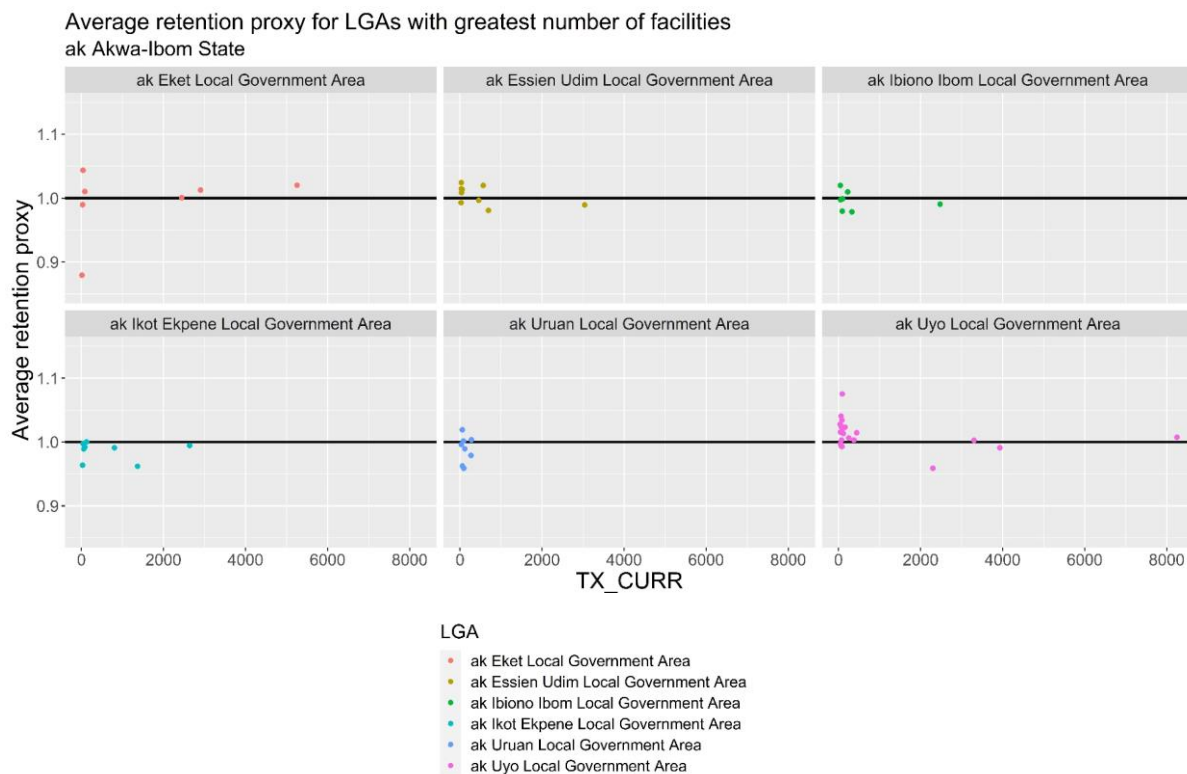 Average retention proxy for LGAs with greatest number of facilities
ak Akwa-Ibom State
ak Eket Local Government Area
ak Essien Udim Local Government Area
ak Ibiono Ibom Local Government Area
1.1
1.0
0.9
ak Ikot Ekpene Local Government Area
ak Uruan Local Government Area
ak Uyo Local Government Area
1.1
1.0
0.9
Average retention proxy
0 2000 4000 6000 8000
0 2000 4000 6000 8000
0 2000 4000 6000 8000
TX_CURR
LGA
ak Eket Local Government Area
ak Essien Udim Local Government Area
ak Ibiono Ibom Local Government Area
ak Ikot Ekpene Local Government Area
ak Uruan Local Government Area
ak Uyo Local Government Area